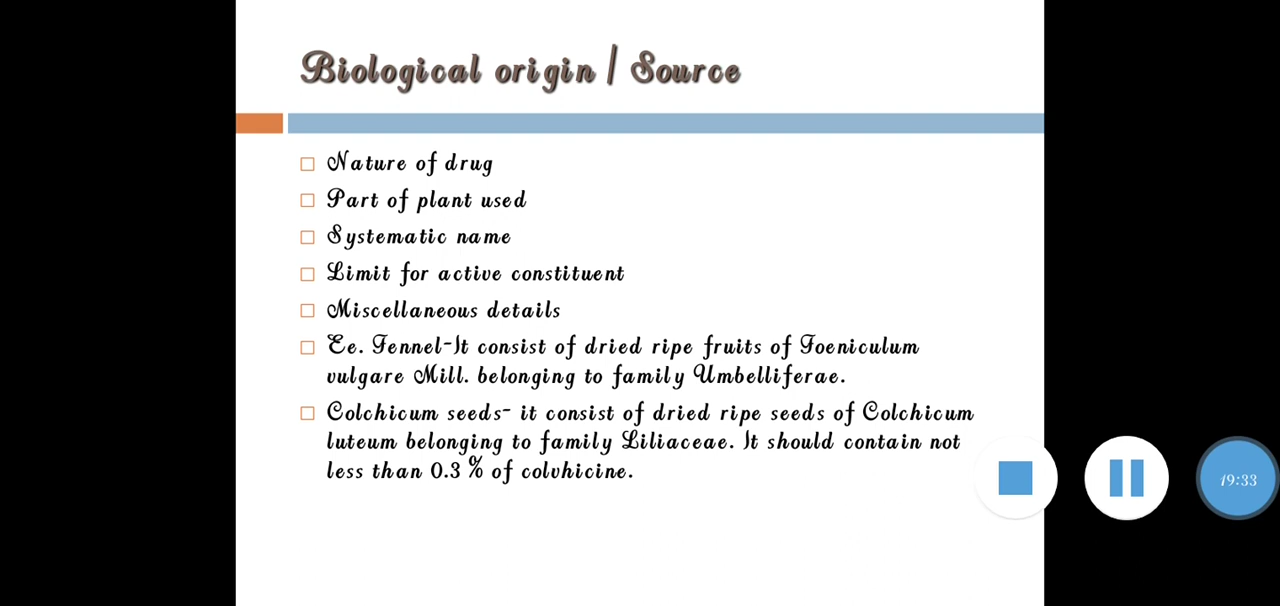 Biological origin / Source
Nature of drug
Part of plant used
Systematic name
Limit for active constituent
Miscellaneous details
Ee. Fennel-It consist of dried ripe fruits of Foeniculum
vulgare Mill. belonging to family Umbelliferae.
Colchicum seeds- it consist of dried ripe seeds of Colchicum
luteum belonging to family Liliaceae. It should contain not
less than 0.3 % of colvhicine.
19:33